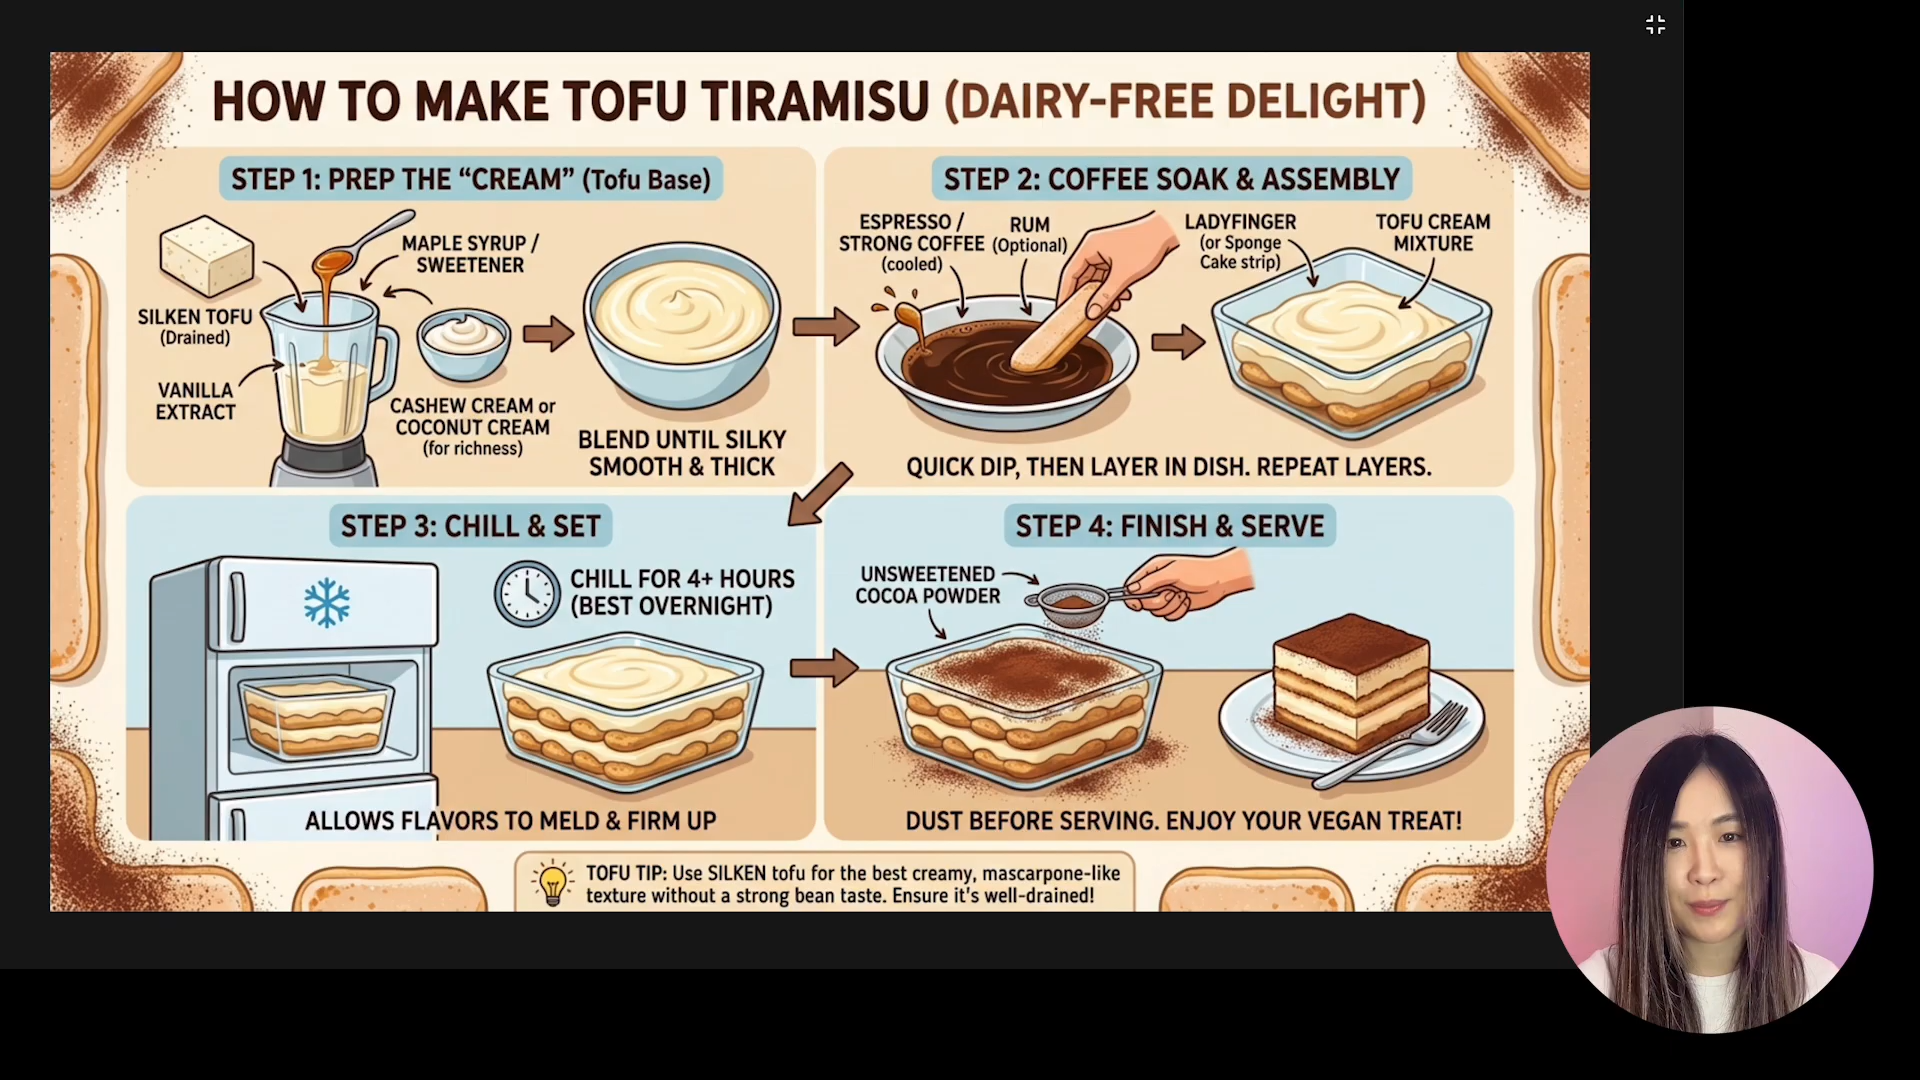 HOW TO MAKE TOFU TIRAMISU (DAIRY-FREE DELIGHT)
STEP 1: PREP THE “CREAM” (Tofu Base)
SILKEN TOFU
(Drained)
MAPLE SYRUP /
SWEETENER
VANILLA
EXTRACT
CASHEW CREAM or
COCONUT CREAM
(for richness)
BLEND UNTIL SILKY
SMOOTH & THICK
STEP 2: COFFEE SOAK & ASSEMBLY
ESPRESSO /
STRONG COFFEE
(cooled)
RUM
(Optional)
LADYFINGER
(or Sponge
Cake strip)
TOFU CREAM
MIXTURE
QUICK DIP, THEN LAYER IN DISH. REPEAT LAYERS.
STEP 3: CHILL & SET
CHILL FOR 4+ HOURS
(BEST OVERNIGHT)
ALLOWS FLAVORS TO MELD & FIRM UP
STEP 4: FINISH & SERVE
UNSWEETENED
COCOA POWDER
DUST BEFORE SERVING. ENJOY YOUR VEGAN TREAT!
TOFU TIP: Use SILKEN tofu for the best creamy, mascarpone-like
texture without a strong bean taste. Ensure it's well-drained!